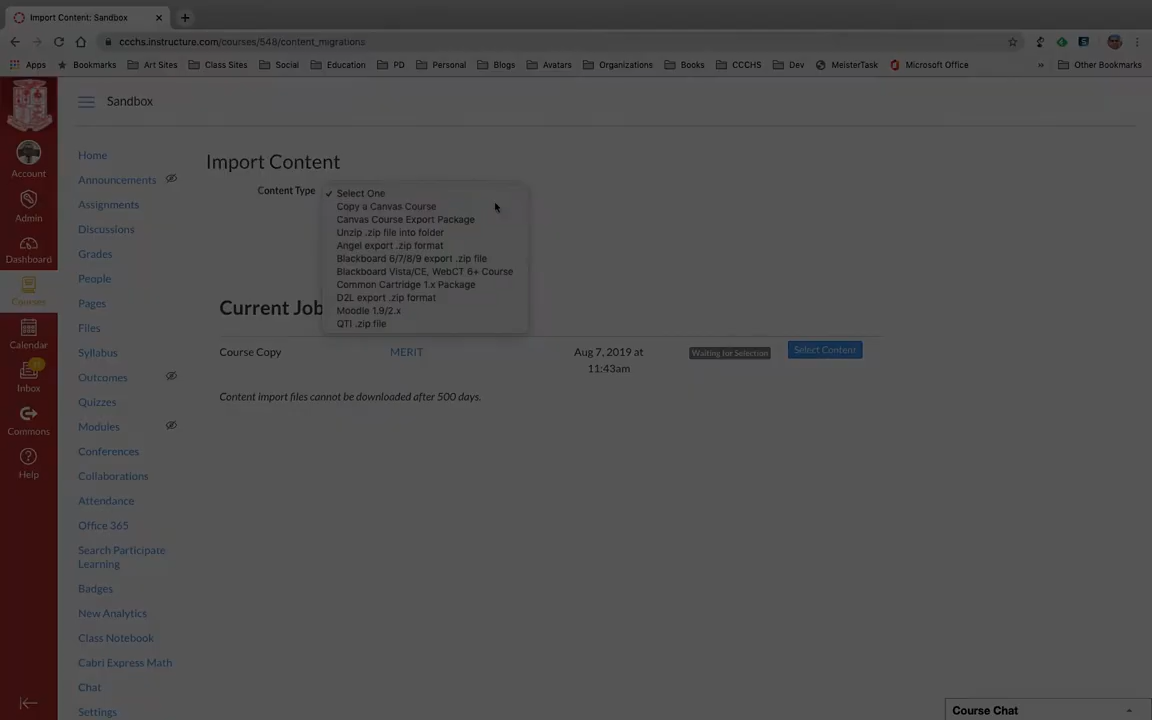 Import Content: Sandbox
ccchs.instructure.com/courses/548/content_migrations
Apps Bookmarks Art Sites Class Sites Social Education PD Personal Blogs Avatars Organizations Books CCCHS Dev MeisterTask Microsoft Office » Other Bookmarks
Sandbox
Account
Admin
Dashboard
Courses
Calendar
Inbox
Commons
Help
Home
Announcements
Assignments
Discussions
Grades
People
Pages
Files
Syllabus
Outcomes
Quizzes
Modules
Conferences
Collaborations
Attendance
Office 365
Search Participate
Learning
Badges
New Analytics
Class Notebook
Cabri Express Math
Chat
Settings
Import Content
Content Type
✓ Select One
Copy a Canvas Course
Canvas Course Export Package
Unzip .zip file into folder
Angel export .zip format
Blackboard 6/7/8/9 export .zip file
Blackboard Vista/CE, WebCT 6+ Course
Common Cartridge 1.x Package
D2L export .zip format
Moodle 1.9/2.x
QTI .zip file
Current Job
Course Copy MERIT Aug 7, 2019 at Waiting for Selection Select Content
11:43am
Content import files cannot be downloaded after 500 days.
Course Chat